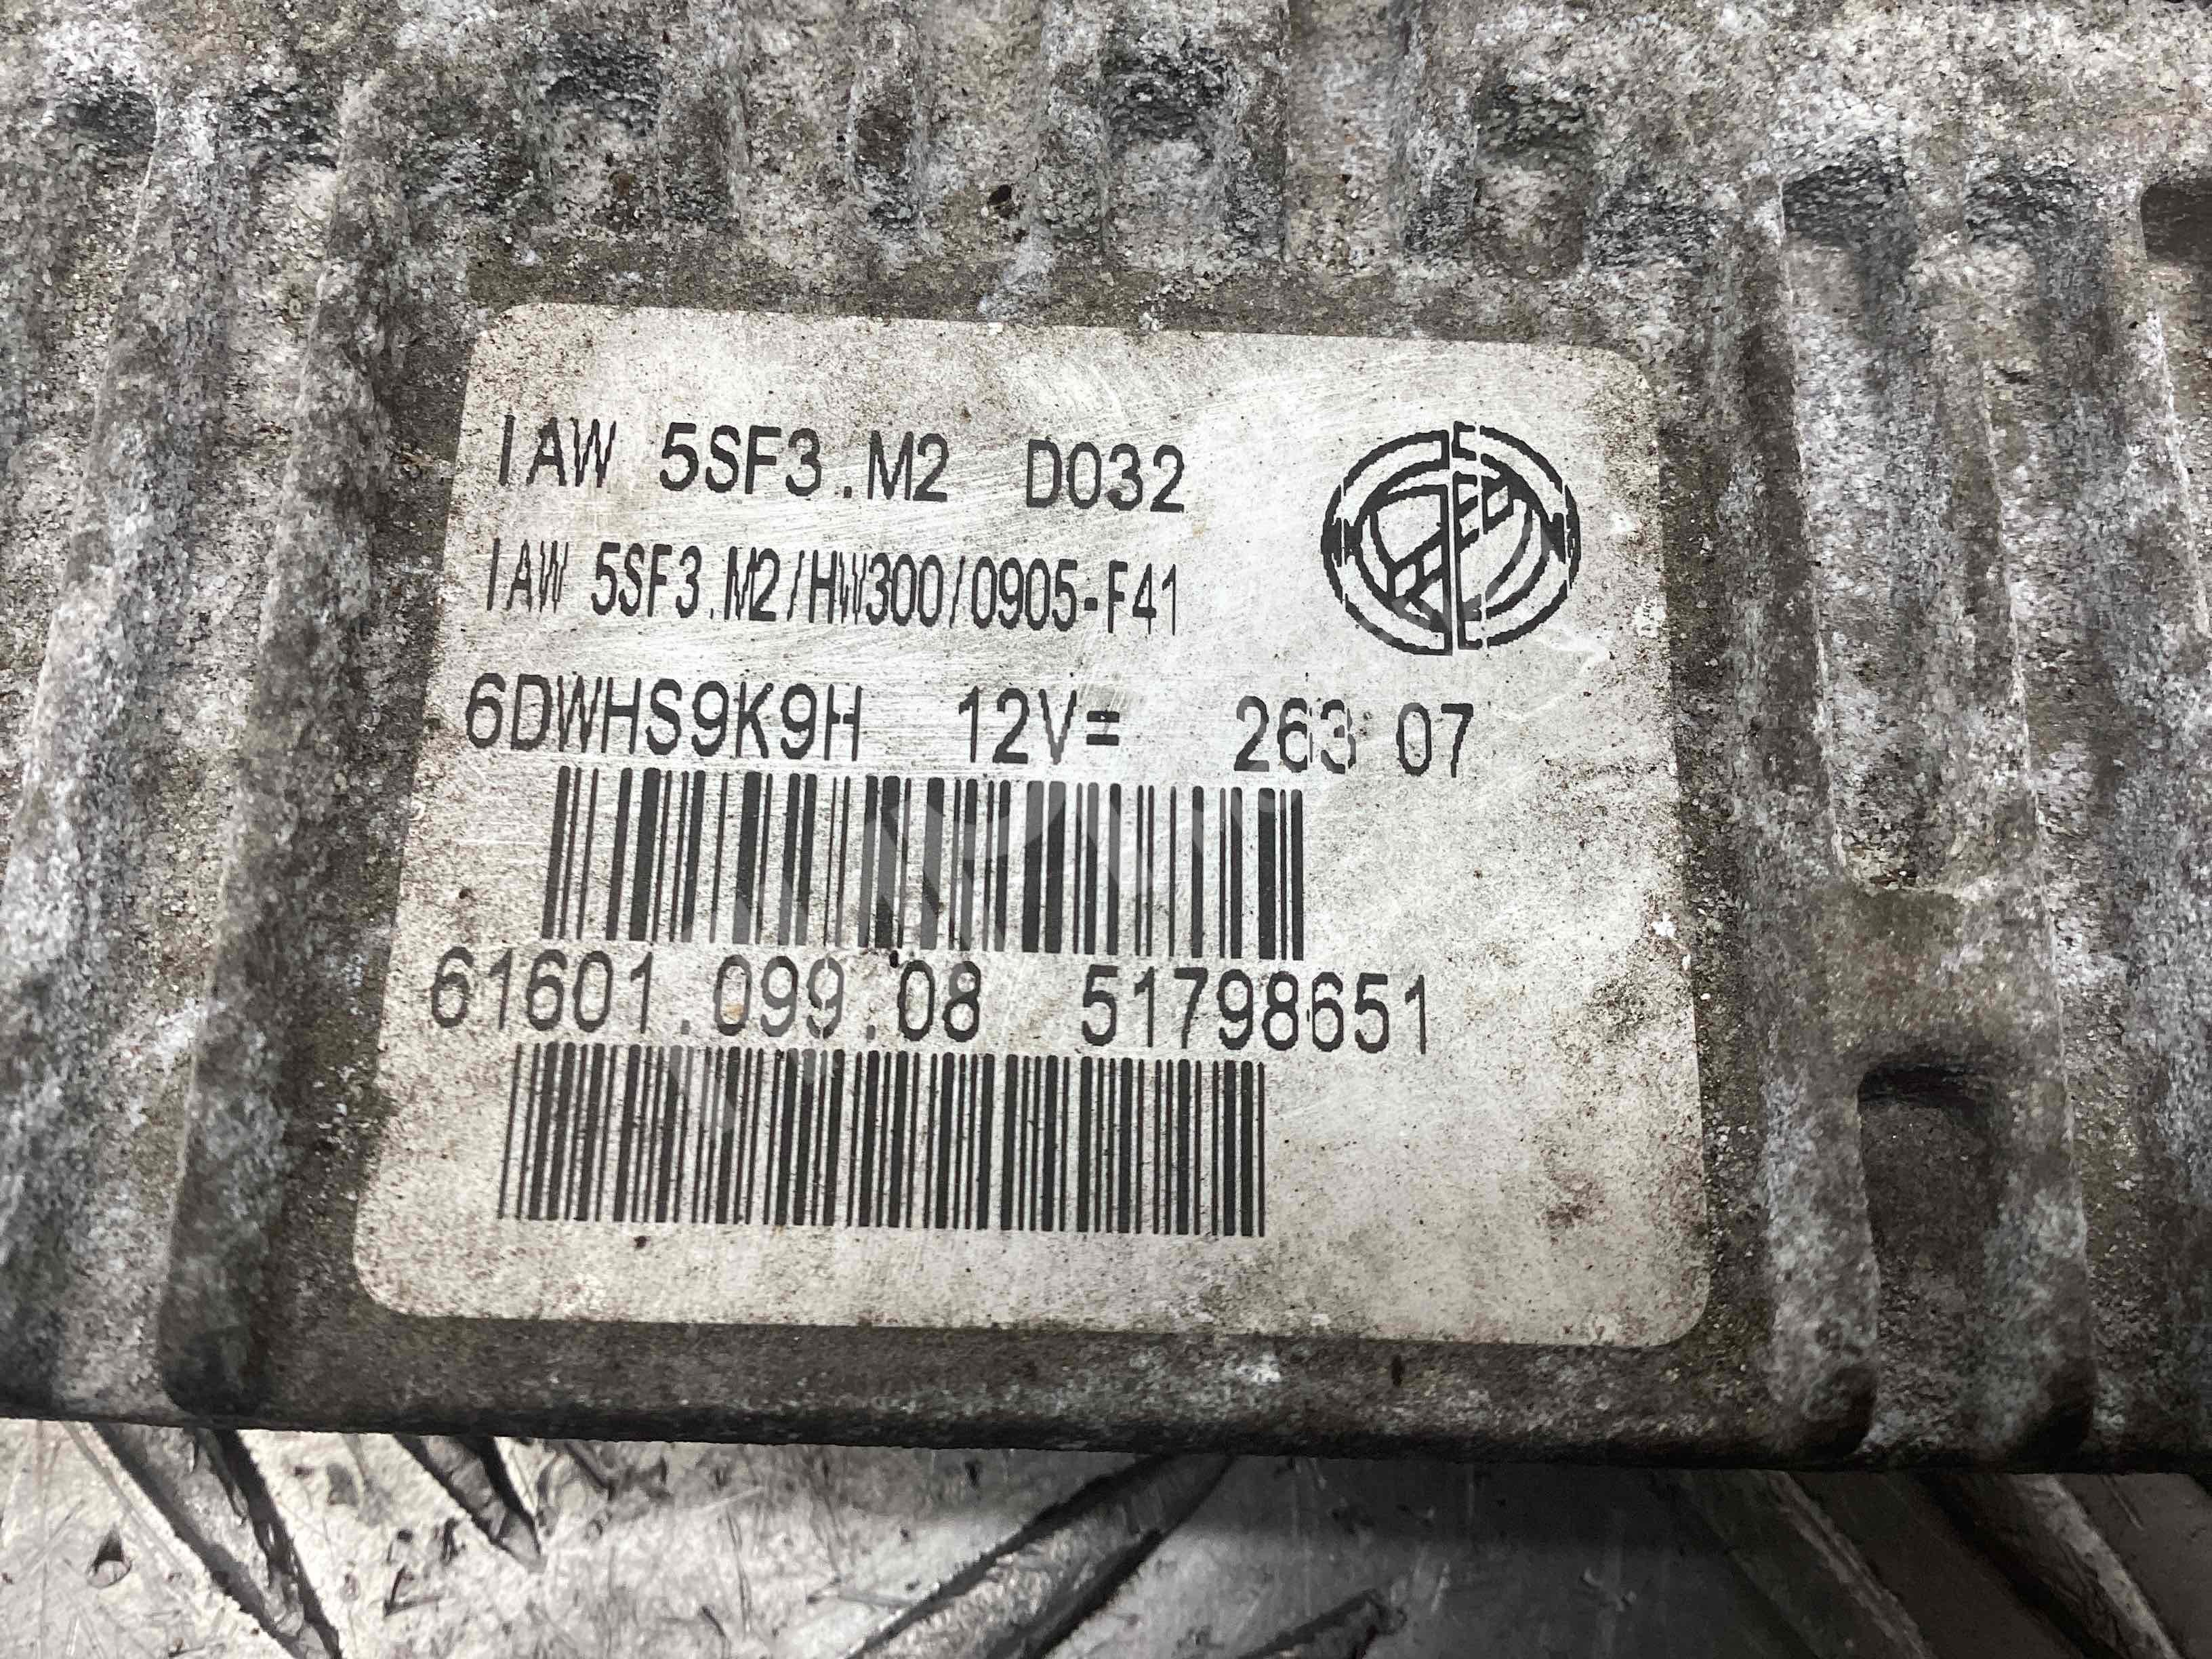 IAW 5SF3.M2 D032
IAW 5SF3.M2/HW300/0905-F41
6DWHS9K9H 12V= 263 07
61601.099.08 51798651